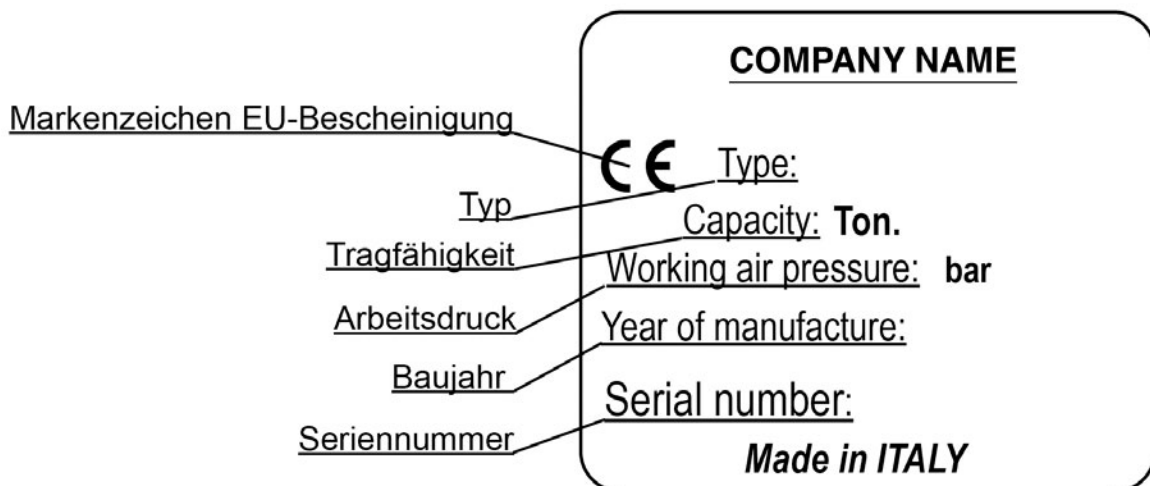 COMPANY NAME
Markenzeichen EU-Bescheinigung
CE Type:
Typ
Capacity: Ton.
Tragfähigkeit
Working air pressure: bar
Arbeitsdruck
Year of manufacture:
Baujahr
Serial number:
Seriennummer
Made in ITALY